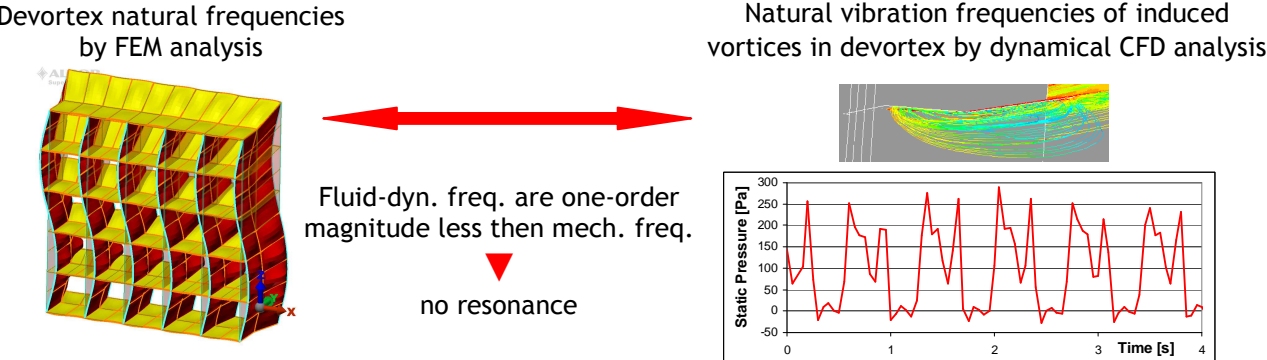 Devortex natural frequencies
by FEM analysis
Natural vibration frequencies of induced
vortices in devortex by dynamical CFD analysis
Fluid-dyn. freq. are one-order
magnitude less then mech. freq.
no resonance
z
Y
x
Static Pressure [Pa]
300
250
200
150
100
50
0
-50
0
1
2
3
Time [s]
4